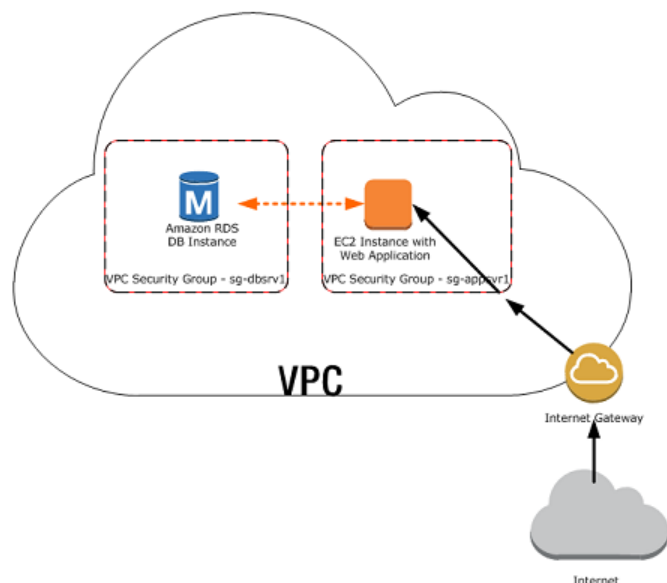 M
Amazon RDS
DB Instance
VPC Security Group - sg-dbsrv1
EC2 Instance with
Web Application
VPC Security Group - sg-appsvr1
VPC
Internet Gateway
Internet